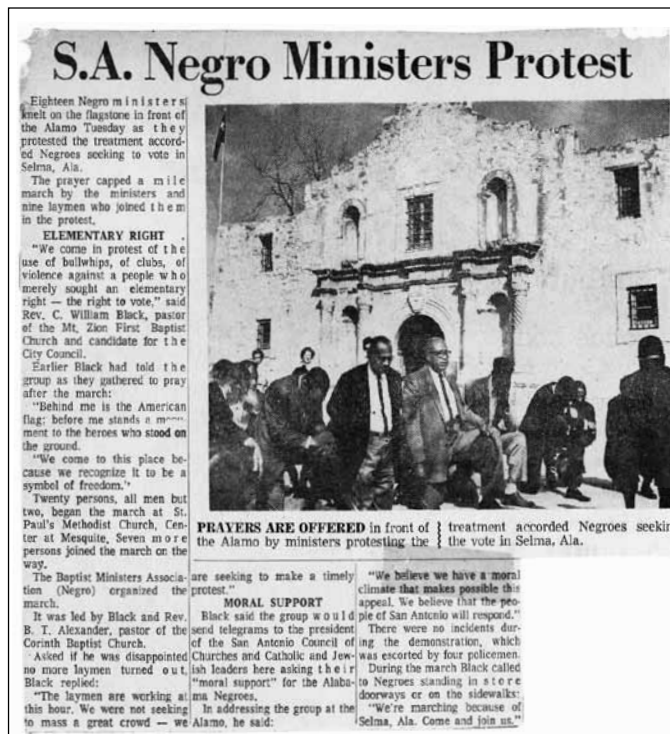 S.A. Negro Ministers Protest
Eighteen Negro ministers
knelt on the flagstone in front of
the Alamo Tuesday as they
protested the treatment accord-
ed Negroes seeking to vote in
Selma, Ala.
The prayer capped a mile
march by the ministers and
nine laymen who joined them
in the protest.
ELEMENTARY RIGHT
"We come in protest of the
use of bullwhips, of clubs, of
violence against a people who
merely sought an elementary
right — the right to vote," said
Rev. C. William Black, pastor
of the Mt. Zion First Baptist
Church and candidate for the
City Council.
Earlier Black had told the
group as they gathered to pray
after the march:
"Behind me is the American
flag; before me stands a monu-
ment to the heroes who stood on
the ground.
"We come to this place be-
cause we recognize it to be a
symbol of freedom."
Twenty persons, all men but
two, began the march at St.
Paul's Methodist Church, Cen-
ter at Mesquite. Seven more
persons joined the march on the
way.
The Baptist Ministers Associa-
tion (Negro) organized the
march.
It was led by Black and Rev.
B. T. Alexander, pastor of the
Corinth Baptist Church.
Asked if he was disappointed
no more laymen turned out,
Black replied:
"The laymen are working at
this hour. We were not seeking
to mass a great crowd — we
PRAYERS ARE OFFERED in front of
the Alamo by ministers protesting the
treatment accorded Negroes seekin
the vote in Selma, Ala.
are seeking to make a timely
protest."
MORAL SUPPORT
Black said the group would
send telegrams to the president
of the San Antonio Council of
Churches and Catholic and Jew-
ish leaders here asking their
"moral support" for the Alaba-
ma Negroes.
In addressing the group at the
Alamo, he said:
"We believe we have a moral
climate that makes possible this
appeal. We believe that the peo-
ple of San Antonio will respond."
There were no incidents dur-
ing the demonstration, which
was escorted by four policemen.
During the march Black called
to Negroes standing in store
doorways or on the sidewalks:
"We're marching because of
Selma, Ala. Come and join us."